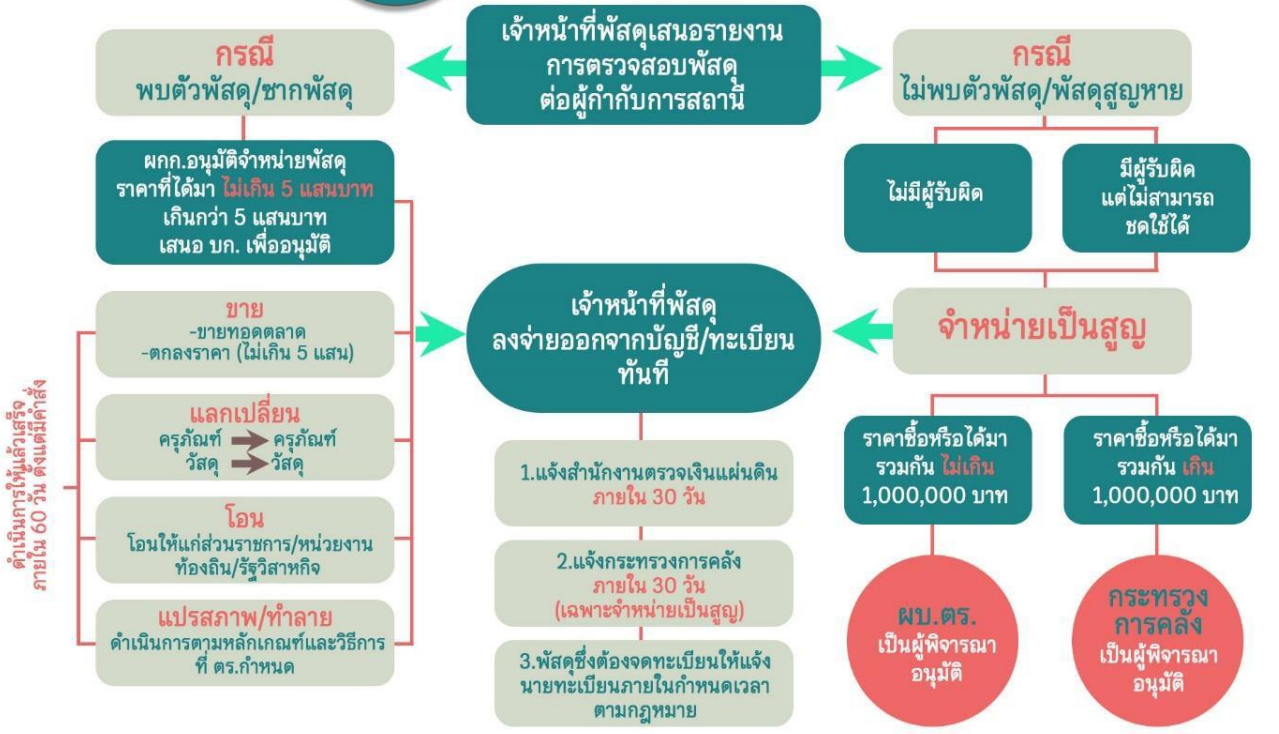 เจ้าหน้าที่พัสดุเสนอรายงาน
การตรวจสอบพัสดุ
ต่อผู้กำกับการสถานี
กรณี
พบตัวพัสดุ/ซากพัสดุ
ผกก.อนุมัติจำหน่ายพัสดุ
ราคาที่ได้มา ไม่เกิน 5 แสนบาท
เกินกว่า 5 แสนบาท
เสนอ บก. เพื่ออนุมัติ
ดำเนินการให้แล้วเสร็จ
ภายใน 60 วัน ตั้งแต่มีคำสั่ง
ขาย
-ขายทอดตลาด
-ตกลงราคา (ไม่เกิน 5 แสน)
แลกเปลี่ยน
ครุภัณฑ์ ครุภัณฑ์
วัสดุ วัสดุ
โอน
โอนให้แก่ส่วนราชการ/หน่วยงาน
ท้องถิ่น/รัฐวิสาหกิจ
แปรสภาพ/ทำลาย
ดำเนินการตามหลักเกณฑ์และวิธีการ
ที่ ตร.กำหนด
เจ้าหน้าที่พัสดุ
ลงจ่ายออกจากบัญชี/ทะเบียน
ทันที
1.แจ้งสำนักงานตรวจเงินแผ่นดิน
ภายใน 30 วัน
2.แจ้งกระทรวงการคลัง
ภายใน 30 วัน
(เฉพาะจำหน่ายเป็นสูญ)
3.พัสดุซึ่งต้องจดทะเบียนให้แจ้ง
นายทะเบียนภายในกำหนดเวลา
ตามกฎหมาย
กรณี
ไม่พบตัวพัสดุ/พัสดุสูญหาย
ไม่มีผู้รับผิด
มีผู้รับผิด
แต่ไม่สามารถ
ชดใช้ได้
จำหน่ายเป็นสูญ
ราคาซื้อหรือได้มา
รวมกัน ไม่เกิน
1,000,000 บาท
ราคาซื้อหรือได้มา
รวมกัน เกิน
1,000,000 บาท
ผบ.ตร.
เป็นผู้พิจารณา
อนุมัติ
กระทรวง
การคลัง
เป็นผู้พิจารณา
อนุมัติ